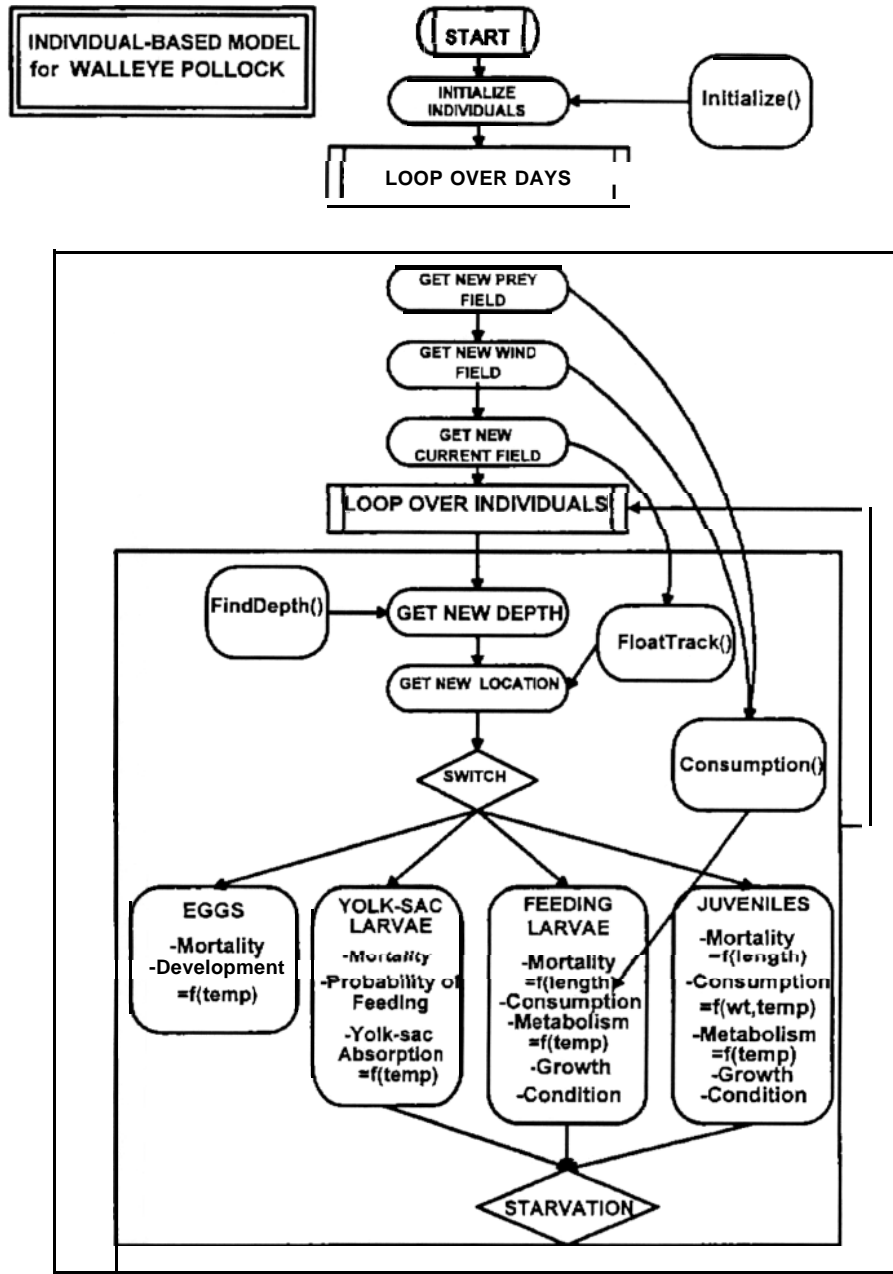 INDIVIDUAL-BASED MODEL
for WALLEYE POLLOCK
START
INITIALIZE
INDIVIDUALS
Initialize()
LOOP OVER DAYS
GET NEW PREY
FIELD
GET NEW WIND
FIELD
GET NEW
CURRENT FIELD
LOOP OVER INDIVIDUALS
FindDepth()
GET NEW DEPTH
FloatTrack()
GET NEW LOCATION
Consumption()
SWITCH
EGGS
-Mortality
-Development
=f(temp)
YOLK-SAC
LARVAE
-Mortality
-Probability of
Feeding
-Yolk-sac
Absorption
=f(temp)
FEEDING
LARVAE
-Mortality
=f(length)
-Consumption
-Metabolism
=f(temp)
-Growth
-Condition
JUVENILES
-Mortality
=f(length)
-Consumption
=f(wt,temp)
-Metabolism
=f(temp)
-Growth
-Condition
STARVATION